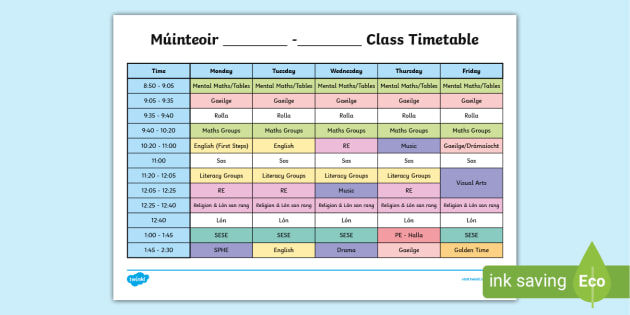 Múinteoir ________ -________ Class Timetable
Time Monday Tuesday Wednesday Thursday Friday
8:50 - 9:05 Mental Maths/Tables Mental Maths/Tables Mental Maths/Tables Mental Maths/Tables Mental Maths/Tables
9:05 - 9:35 Gaeilge Gaeilge Gaeilge Gaeilge Gaeilge
9:35 - 9:40 Rolla Rolla Rolla Rolla Rolla
9:40 - 10:20 Maths Groups Maths Groups Maths Groups Maths Groups Maths Groups
10:20 - 11:00 English (First Steps) English RE Music Gaeilge/Drámaíocht
11:00 Sos Sos Sos Sos Sos
11:20 - 12:05 Literacy Groups Literacy Groups Literacy Groups Literacy Groups Visual Arts
12:05 - 12:25 RE RE Music RE
12:25 - 12:40 Religion & Lón san rang Religion & Lón san rang Religion & Lón san rang Religion & Lón san rang Religion & Lón san rang
12:40 Lón Lón Lón Lón Lón
1:00 - 1:45 SESE SESE SESE PE - Halla SESE
1:45 - 2:30 SPHE English Drama Gaeilge Golden Time
twinkl
ink saving Eco